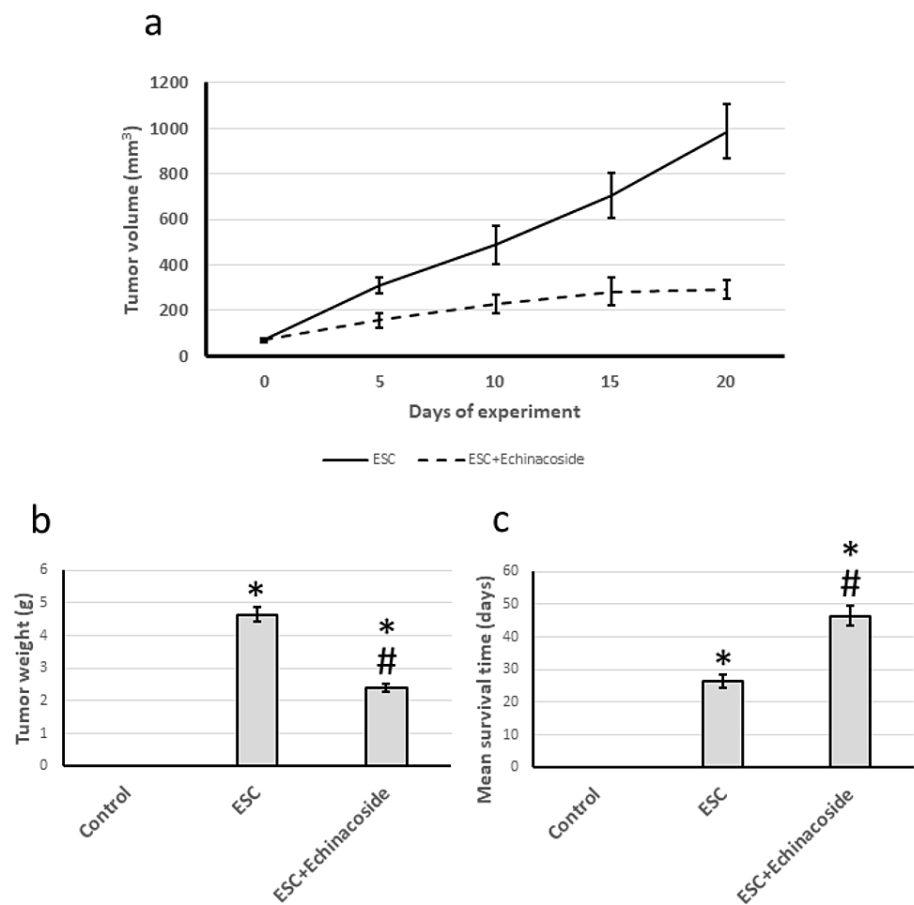 a
Tumor volume (mm³)
1200
1000
800
600
400
200
0
0 5 10 15 20
Days of experiment
ESC ESC+Echinacoside
b
Tumor weight (g)
6
5
4
3
2
1
0
*
*
#
Control ESC ESC+Echinacoside
c
Mean survival time (days)
60
50
40
30
20
10
0
*
*
#
Control ESC ESC+Echinacoside